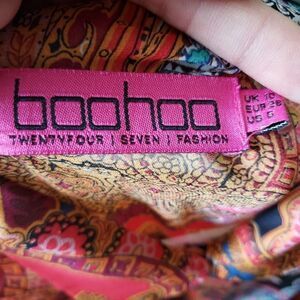 boohoo
TWENTYFOUR | SEVEN | FASHION
UK 10
EUR 38
US 6